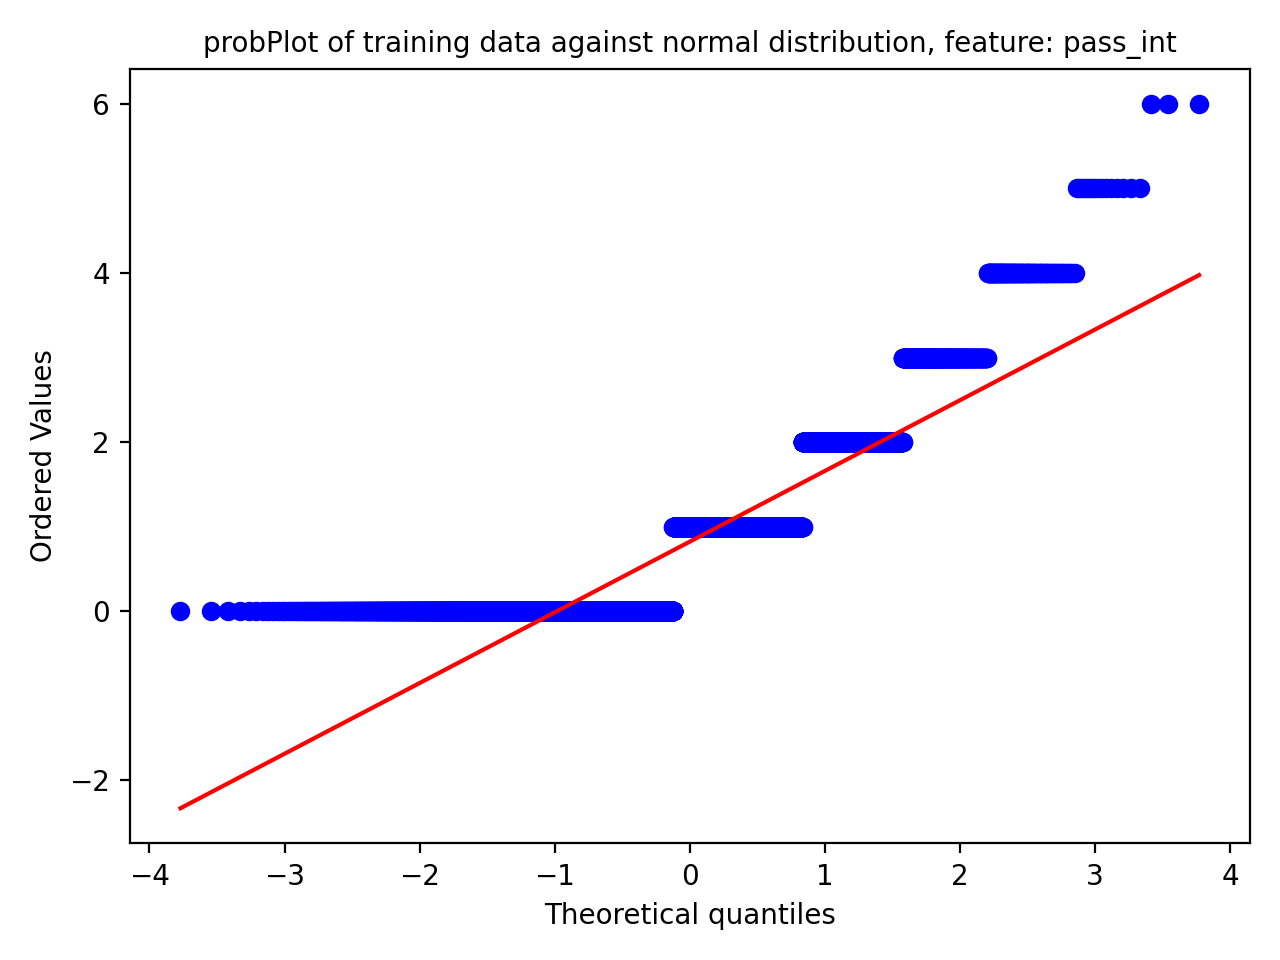 probPlot of training data against normal distribution, feature: pass_int
6
4
2
0
−2
Ordered Values
−4 −3 −2 −1 0 1 2 3 4
Theoretical quantiles